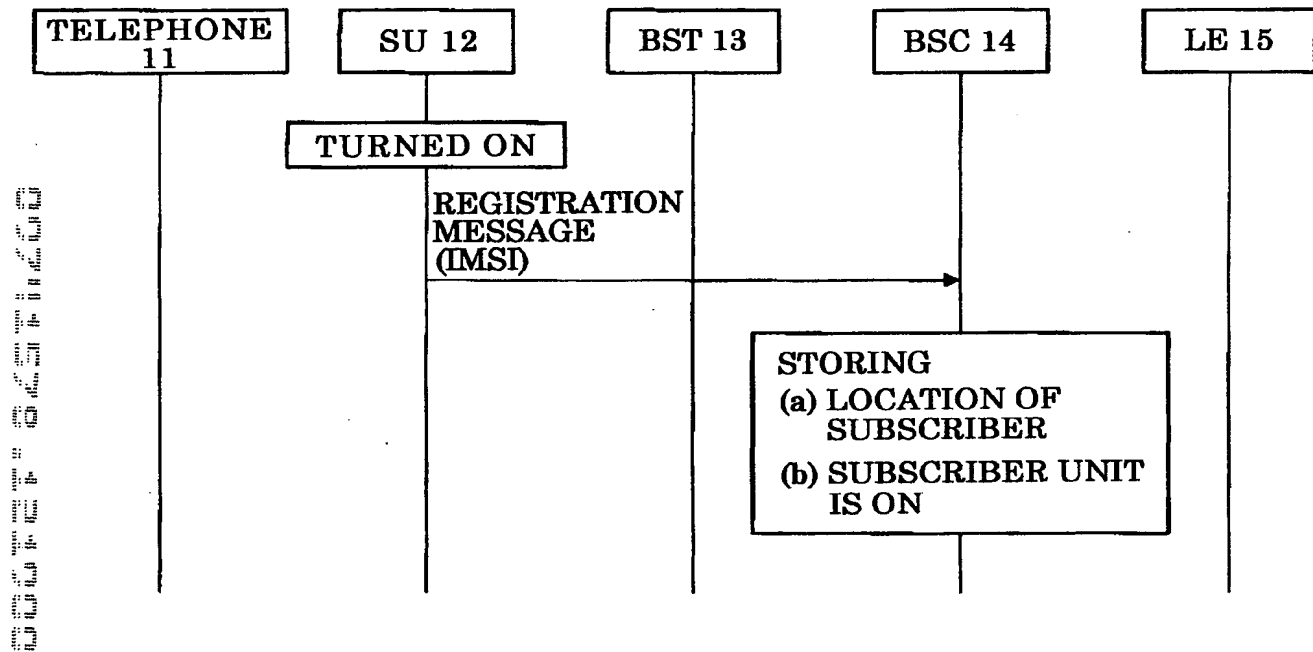 TELEPHONE
11
SU 12
BST 13
BSC 14
LE 15
TURNED ON
REGISTRATION
MESSAGE
(IMSI)
STORING
(a) LOCATION OF
SUBSCRIBER
(b) SUBSCRIBER UNIT
IS ON